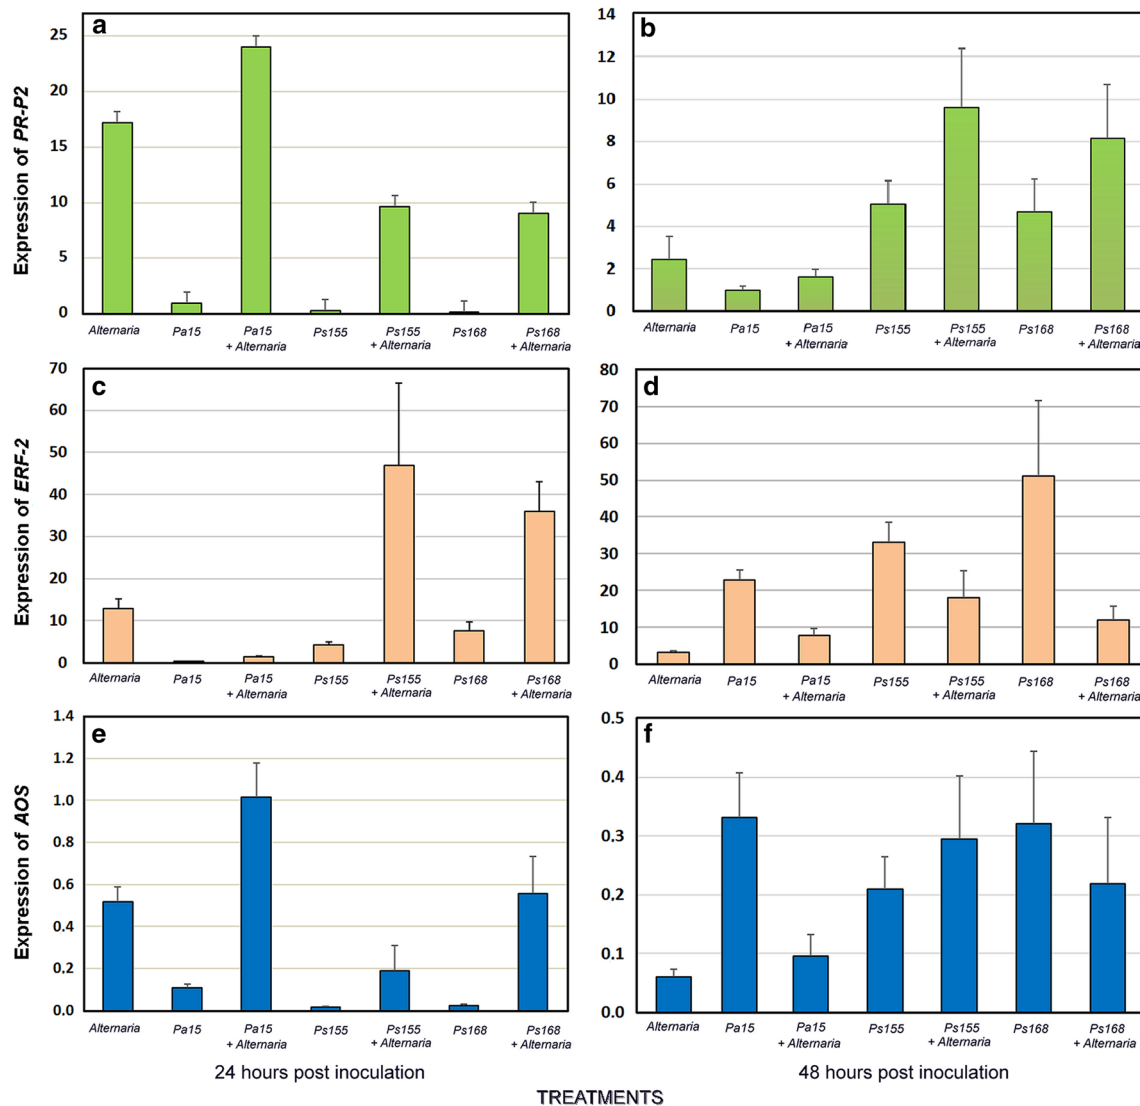 a
25
20
15
10
5
0
Expression of PR-P2
Alternaria Pa15 Pa15 Ps155 Ps155 Ps168 Ps168
+ Alternaria + Alternaria + Alternaria
b
14
12
10
8
6
4
2
0
Alternaria Pa15 Pa15 Ps155 Ps155 Ps168 Ps168
+ Alternaria + Alternaria + Alternaria
c
70
60
50
40
30
20
10
0
Expression of ERF-2
Alternaria Pa15 Pa15 Ps155 Ps155 Ps168 Ps168
+ Alternaria + Alternaria + Alternaria
d
80
70
60
50
40
30
20
10
0
Alternaria Pa15 Pa15 Ps155 Ps155 Ps168 Ps168
+ Alternaria + Alternaria + Alternaria
e
1.4
1.2
1.0
0.8
0.6
0.4
0.2
0.0
Expression of AOS
Alternaria Pa15 Pa15 Ps155 Ps155 Ps168 Ps168
+ Alternaria + Alternaria + Alternaria
f
0.5
0.4
0.3
0.2
0.1
0.0
Alternaria Pa15 Pa15 Ps155 Ps155 Ps168 Ps168
+ Alternaria + Alternaria + Alternaria
24 hours post inoculation
48 hours post inoculation
TREATMENTS